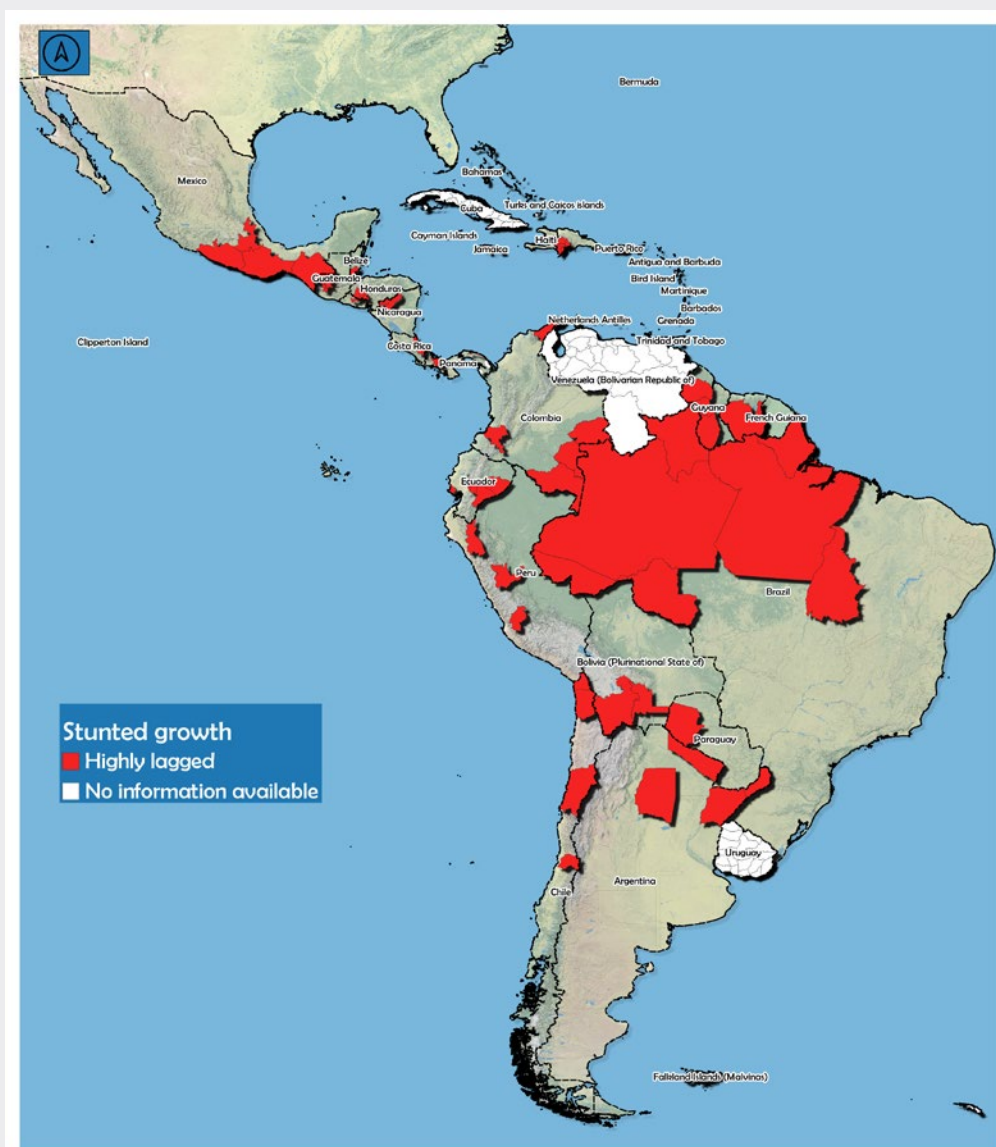 Bermuda
Mexico
Bahamas
Cuba
Turks and Caicos Islands
Cayman Islands
Jamaica
Haiti
Puerto Rico
Antigua and Barbuda
Bird Island
Martinique
Barbados
Grenada
Trinidad and Tobago
Netherlands Antilles
Belize
Guatemala
Honduras
Nicaragua
Costa Rica
Panama
Clipperton Island
Venezuela (Bolivarian Republic of)
Colombia
Guyana
French Guiana
Ecuador
Peru
Brazil
Bolivia (Plurinational State of)
Paraguay
Stunted growth
Highly lagged
No information available
Uruguay
Argentina
Chile
Falkland Islands (Malvinas)